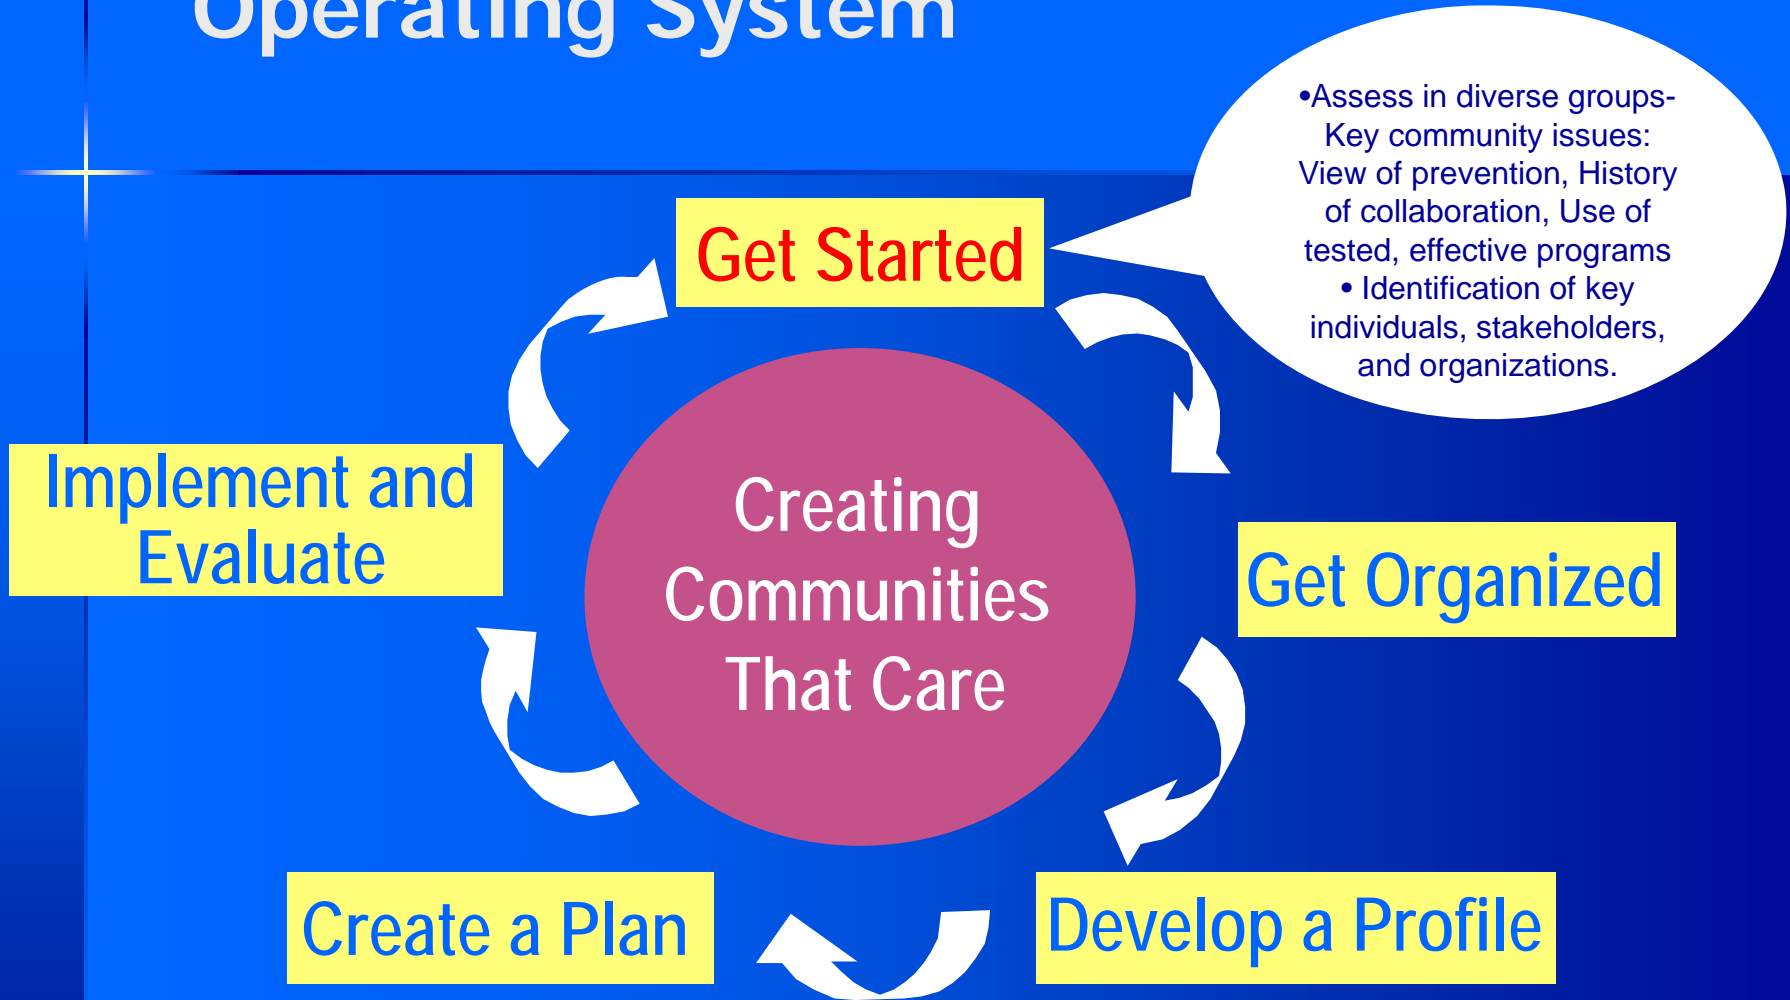 Operating System
•Assess in diverse groups-
Key community issues:
View of prevention, History
of collaboration, Use of
tested, effective programs
• Identification of key
individuals, stakeholders,
and organizations.
Get Started
Implement and
Evaluate
Creating
Communities
That Care
Get Organized
Create a Plan
Develop a Profile